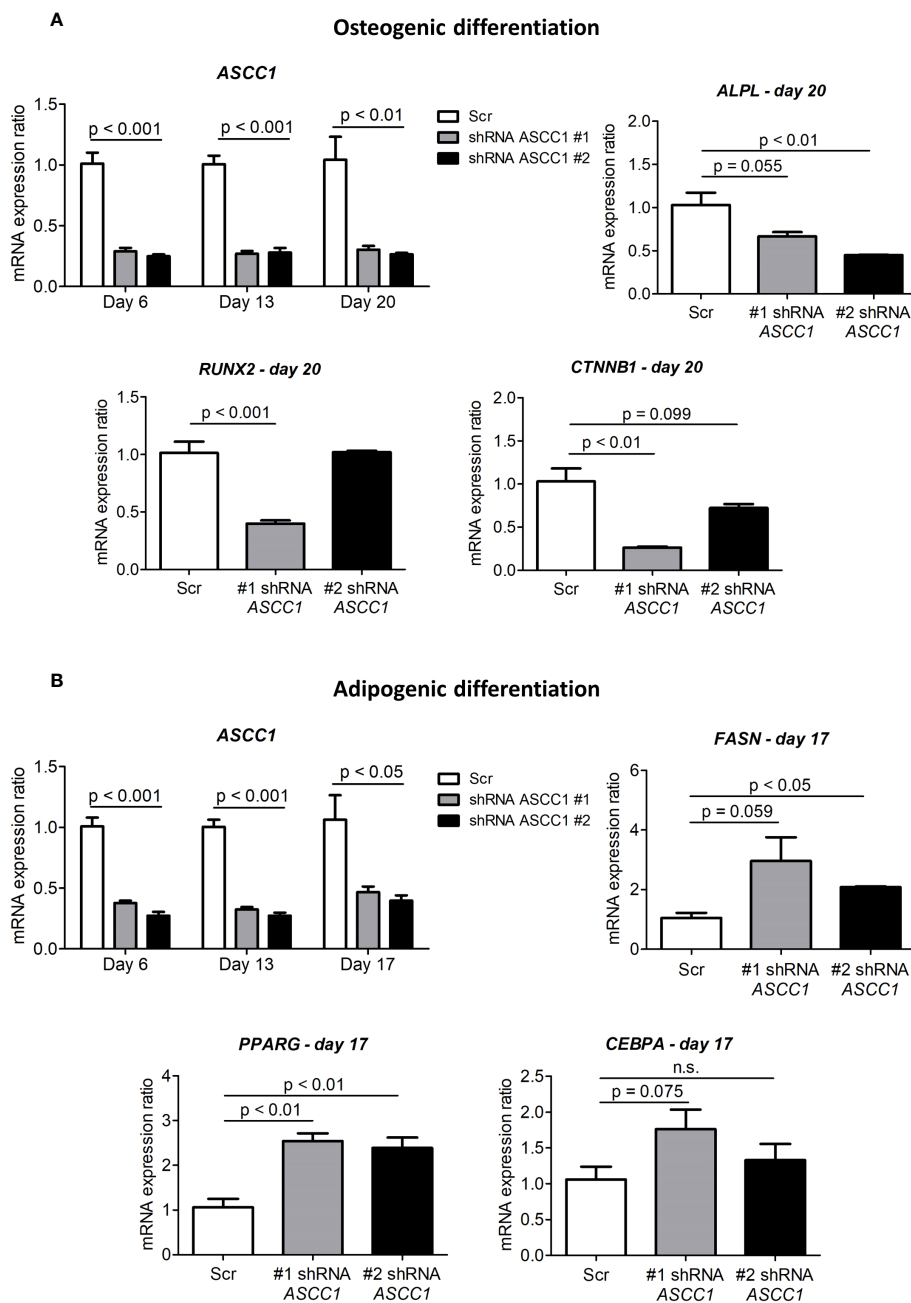 A
Osteogenic differentiation
ASCC1
mRNA expression ratio
1.5
1.0
0.5
0.0
p < 0.001
p < 0.001
p < 0.01
Day 6
Day 13
Day 20
Scr
shRNA ASCC1 #1
shRNA ASCC1 #2
ALPL - day 20
mRNA expression ratio
2.0
1.5
1.0
0.5
0.0
p < 0.01
p = 0.055
Scr
#1 shRNA
ASCC1
#2 shRNA
ASCC1
RUNX2 - day 20
mRNA expression ratio
1.5
1.0
0.5
0.0
p < 0.001
Scr
#1 shRNA
ASCC1
#2 shRNA
ASCC1
CTNNB1 - day 20
mRNA expression ratio
2.0
1.5
1.0
0.5
0.0
p = 0.099
p < 0.01
Scr
#1 shRNA
ASCC1
#2 shRNA
ASCC1
B
Adipogenic differentiation
ASCC1
mRNA expression ratio
1.5
1.0
0.5
0.0
p < 0.001
p < 0.001
p < 0.05
Day 6
Day 13
Day 17
Scr
shRNA ASCC1 #1
shRNA ASCC1 #2
FASN - day 17
mRNA expression ratio
6
4
2
0
p < 0.05
p = 0.059
Scr
#1 shRNA
ASCC1
#2 shRNA
ASCC1
PPARG - day 17
mRNA expression ratio
4
3
2
1
0
p < 0.01
p < 0.01
Scr
#1 shRNA
ASCC1
#2 shRNA
ASCC1
CEBPA - day 17
mRNA expression ratio
2.5
2.0
1.5
1.0
0.5
0.0
n.s.
p = 0.075
Scr
#1 shRNA
ASCC1
#2 shRNA
ASCC1